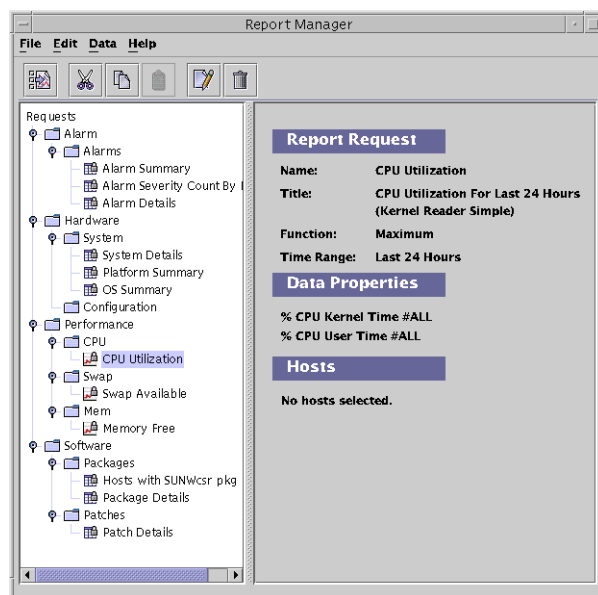 Report Manager
File Edit Data Help
Requests
Alarm
Alarms
Alarm Summary
Alarm Severity Count By
Alarm Details
Hardware
System
System Details
Platform Summary
OS Summary
Configuration
Performance
CPU
CPU Utilization
Swap
Swap Available
Mem
Memory Free
Software
Packages
Hosts with SUNWcsr pkg
Package Details
Patches
Patch Details
Report Request
Name: CPU Utilization
Title: CPU Utilization For Last 24 Hours
(Kernel Reader Simple)
Function: Maximum
Time Range: Last 24 Hours
Data Properties
% CPU Kernel Time #ALL
% CPU User Time #ALL
Hosts
No hosts selected.